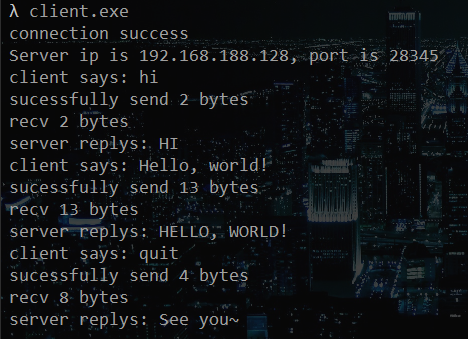 λ client.exe
connection success
Server ip is 192.168.188.128, port is 28345
client says: hi
sucessfully send 2 bytes
recv 2 bytes
server replys: HI
client says: Hello, world!
sucessfully send 13 bytes
recv 13 bytes
server replys: HELLO, WORLD!
client says: quit
sucessfully send 4 bytes
recv 8 bytes
server replys: See you~